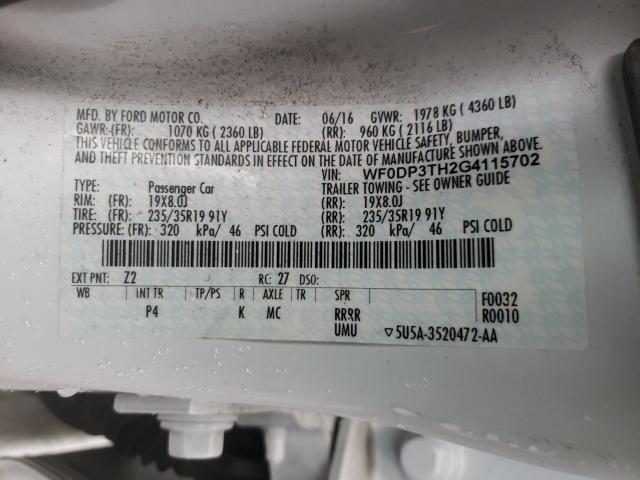 MFD. BY FORD MOTOR CO. DATE: 06/16 GVWR: 1978 KG (4360 LB)
GAWR: (FR): 1070 KG (2360 LB) (RR): 960 KG (2116 LB)
THIS VEHICLE CONFORMS TO ALL APPLICABLE FEDERAL MOTOR VEHICLE SAFETY, BUMPER,
AND THEFT PREVENTION STANDARDS IN EFFECT ON THE DATE OF MANUFACTURE SHOWN ABOVE.
VIN: WF0DP3TH2G4115702
TYPE: Passenger Car TRAILER TOWING - SEE OWNER GUIDE
RIM: (FR): 19X8.0J (RR): 19X8.0J
TIRE: (FR): 235/35R19 91Y (RR): 235/35R19 91Y
PRESSURE: (FR): 320 kPa/ 46 PSI COLD (RR): 320 kPa/ 46 PSI COLD
EXT PNT: Z2 RC: 27 DSO:
WB INT TR TP/PS R AXLE TR SPR F0032
P4 K MC RRRR R0010
UMU ▽5U5A-3520472-AA